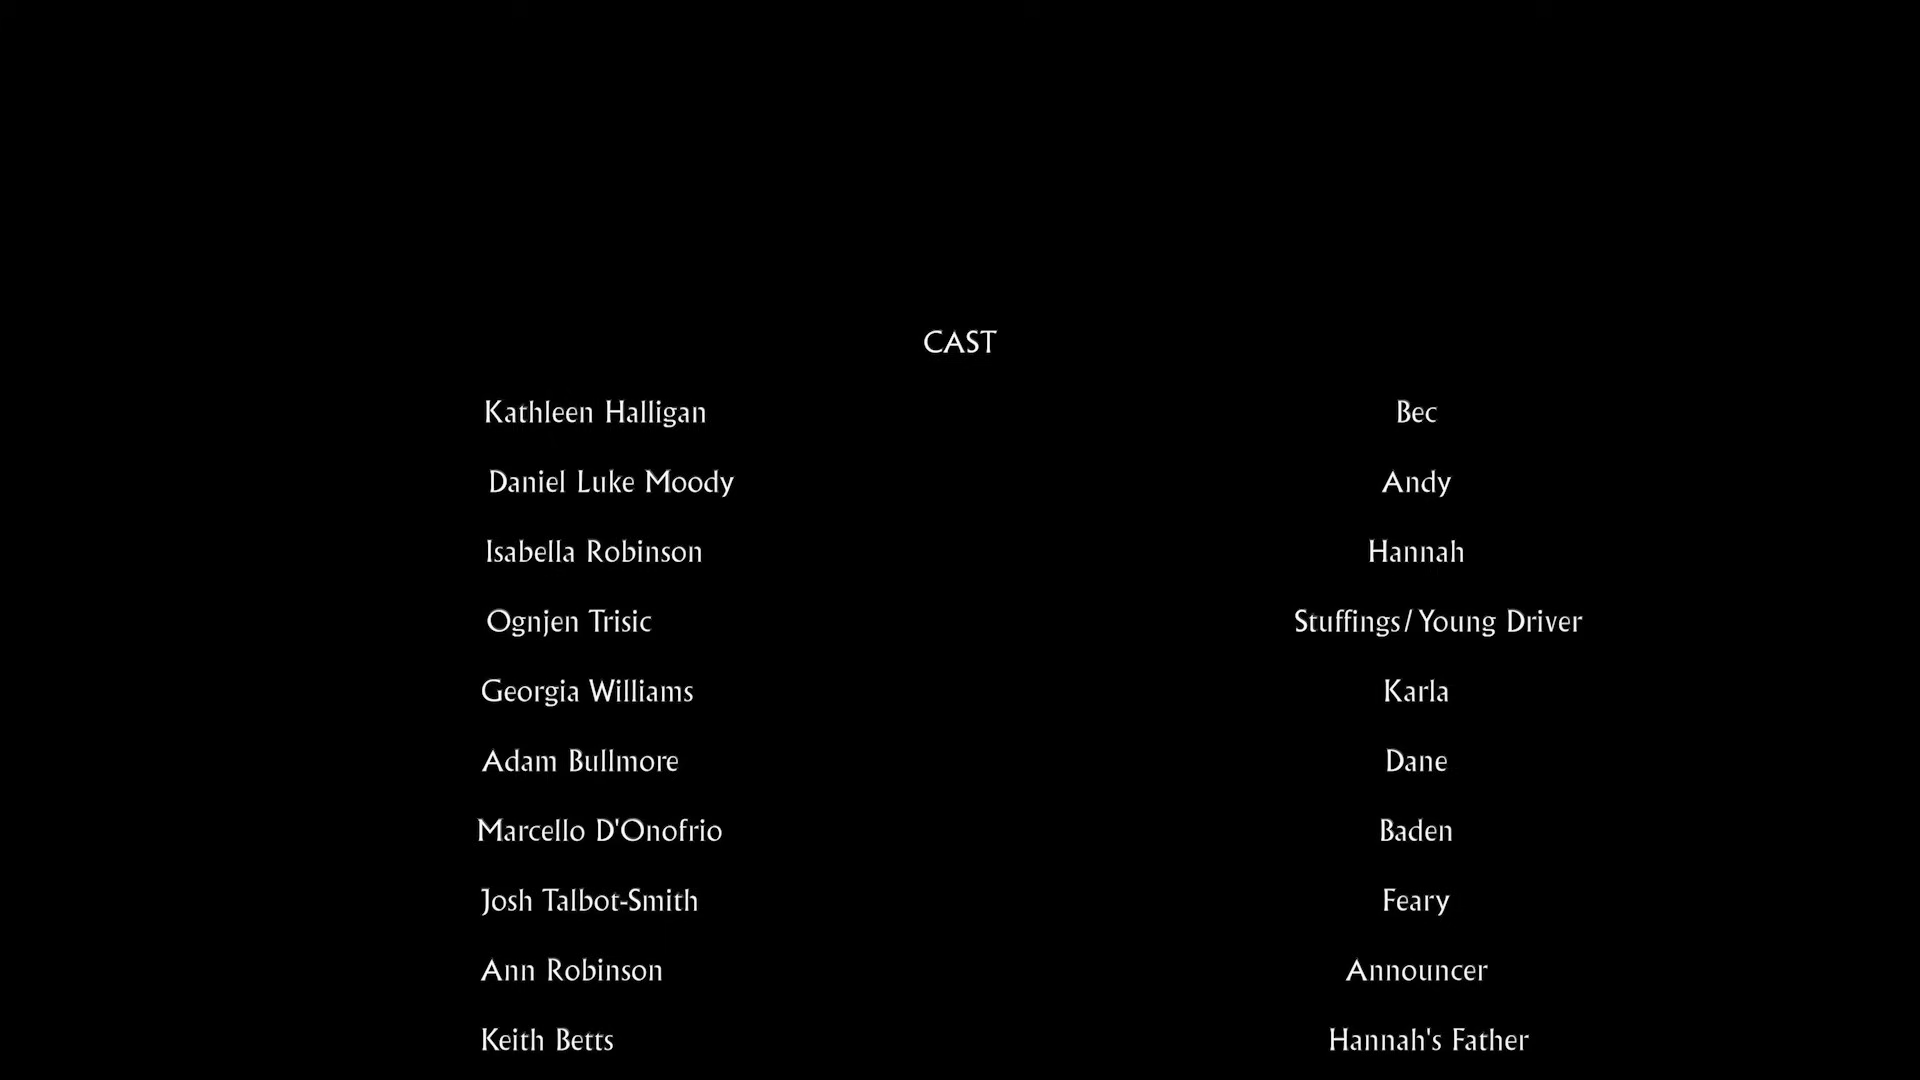 CAST
Kathleen Halligan Bec
Daniel Luke Moody Andy
Isabella Robinson Hannah
Ognjen Trisic Stuffings/Young Driver
Georgia Williams Karla
Adam Bullmore Dane
Marcello D'Onofrio Baden
Josh Talbot-Smith Feary
Ann Robinson Announcer
Keith Betts Hannah's Father